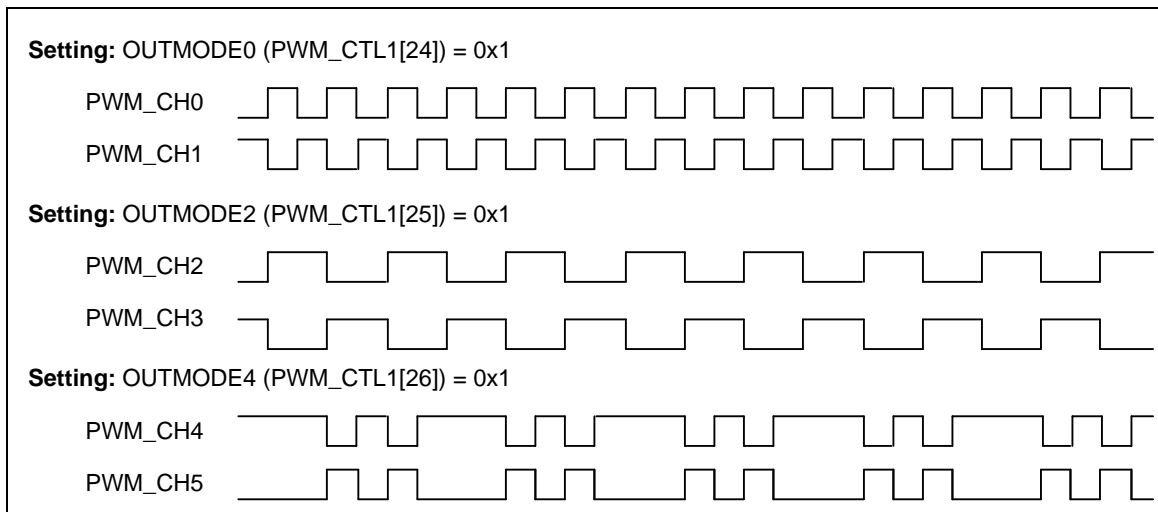 Setting: OUTMODE0 (PWM_CTL1[24]) = 0x1
PWM_CH0
PWM_CH1
Setting: OUTMODE2 (PWM_CTL1[25]) = 0x1
PWM_CH2
PWM_CH3
Setting: OUTMODE4 (PWM_CTL1[26]) = 0x1
PWM_CH4
PWM_CH5